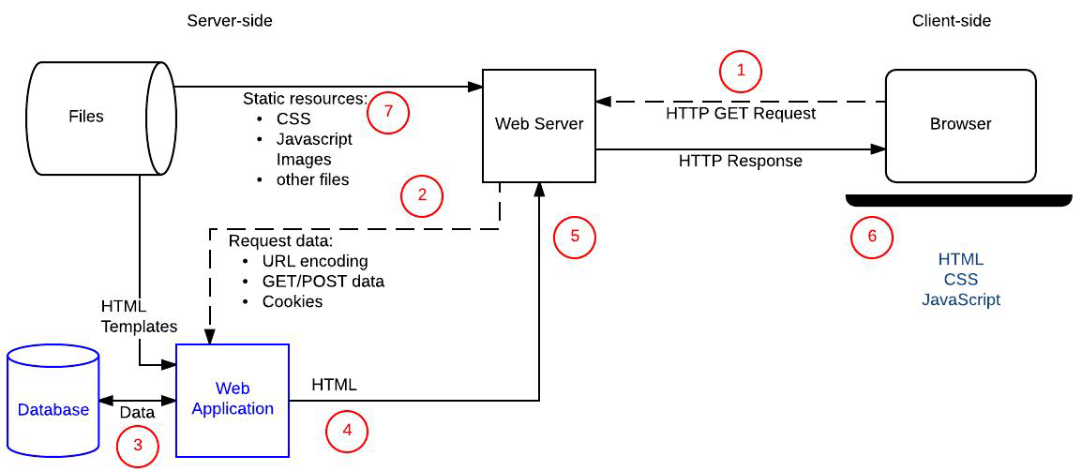 Server-side
Client-side
1
Files
Static resources:
• CSS
• Javascript
Images
• other files
7
Web Server
HTTP GET Request
HTTP Response
Browser
2
Request data:
• URL encoding
• GET/POST data
• Cookies
5
6
HTML
CSS
JavaScript
HTML
Templates
Database
Data
3
Web
Application
HTML
4